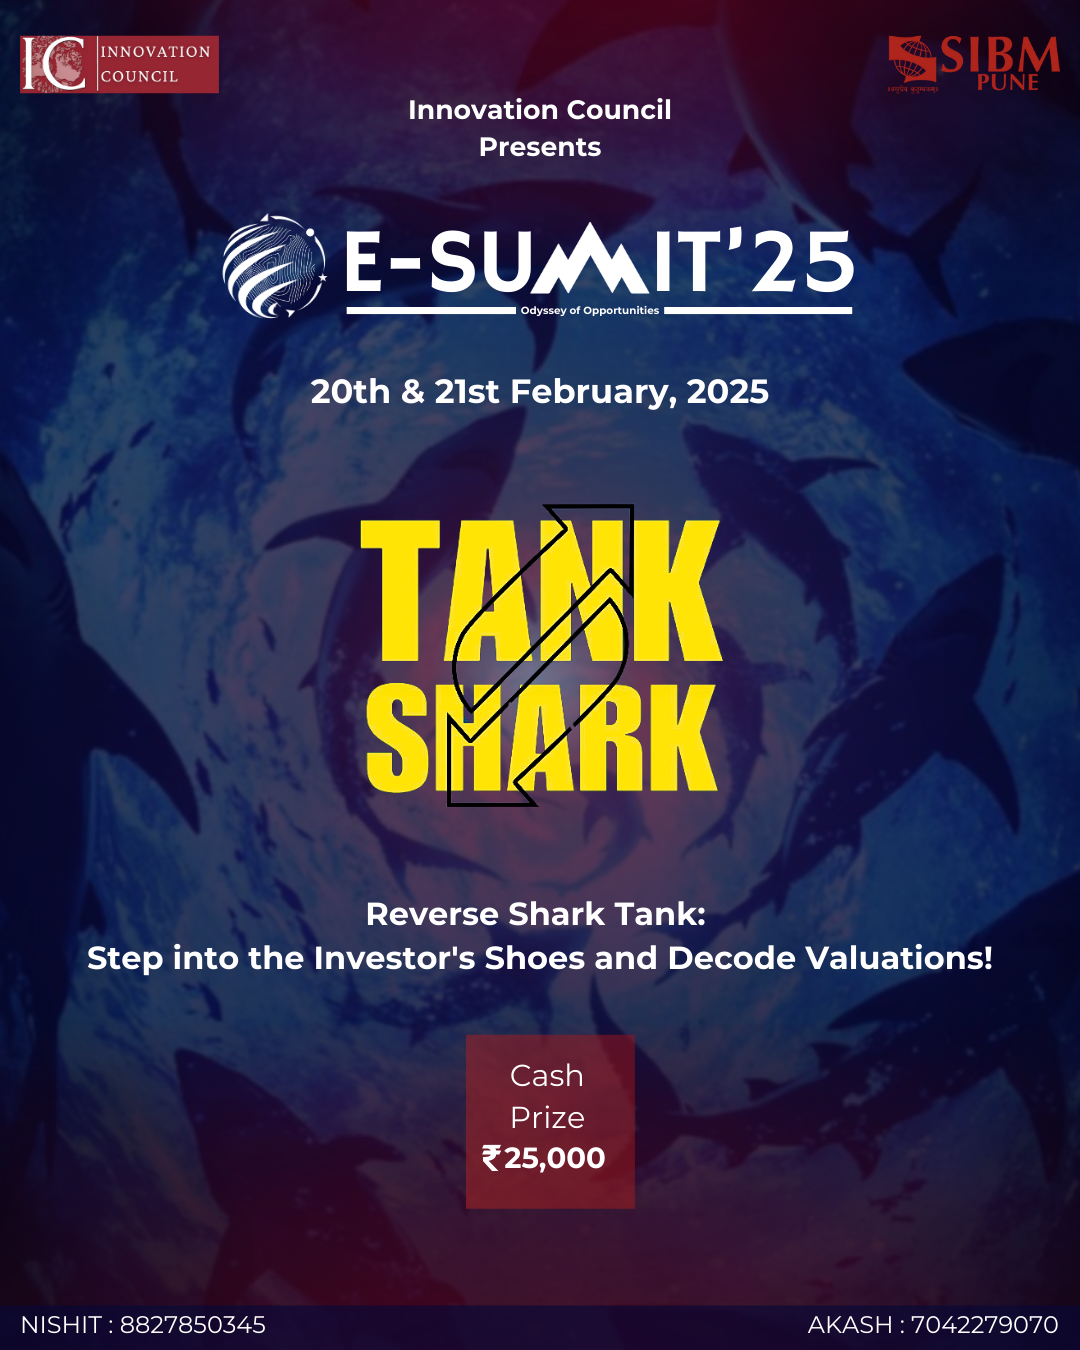 IC INNOVATION
COUNCIL
SIBM
PUNE
Innovation Council
Presents
E-SUMMIT'25
Odyssey of Opportunities
20th & 21st February, 2025
TANK
SHARK
Reverse Shark Tank:
Step into the Investor's Shoes and Decode Valuations!
Cash
Prize
₹25,000
NISHIT : 8827850345
AKASH : 7042279070